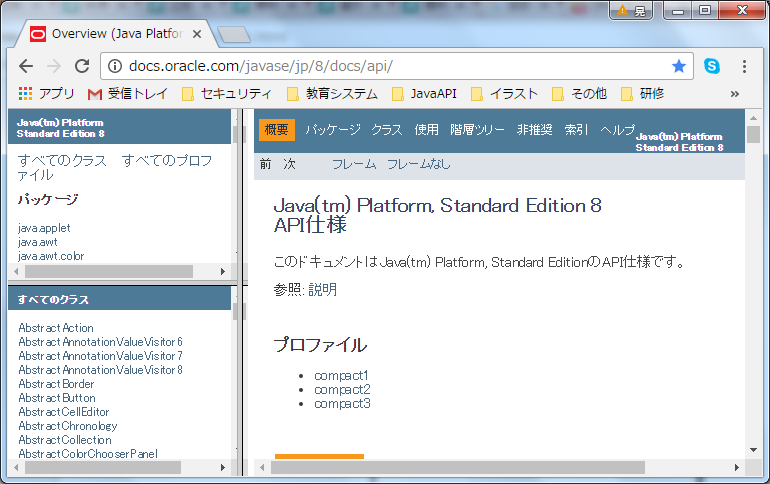 晃
Overview (Java Platfor
docs.oracle.com/javase/jp/8/docs/api/
アプリ 受信トレイ セキュリティ 教育システム JavaAPI イラスト その他 研修 »
Java(tm) Platform
Standard Edition 8
すべてのクラス すべてのプロファイル
パッケージ
java.applet
java.awt
java.awt.color
すべてのクラス
AbstractAction
AbstractAnnotationValueVisitor6
AbstractAnnotationValueVisitor7
AbstractAnnotationValueVisitor8
AbstractBorder
AbstractButton
AbstractCellEditor
AbstractChronology
AbstractCollection
AbstractColorChooserPanel
概要 パッケージ クラス 使用 階層ツリー 非推奨 索引 ヘルプ
Java(tm) Platform
Standard Edition 8
前 次 フレーム フレームなし
Java(tm) Platform, Standard Edition 8
API仕様
このドキュメントはJava(tm) Platform, Standard EditionのAPI仕様です。
参照: 説明
プロファイル
compact1
compact2
compact3